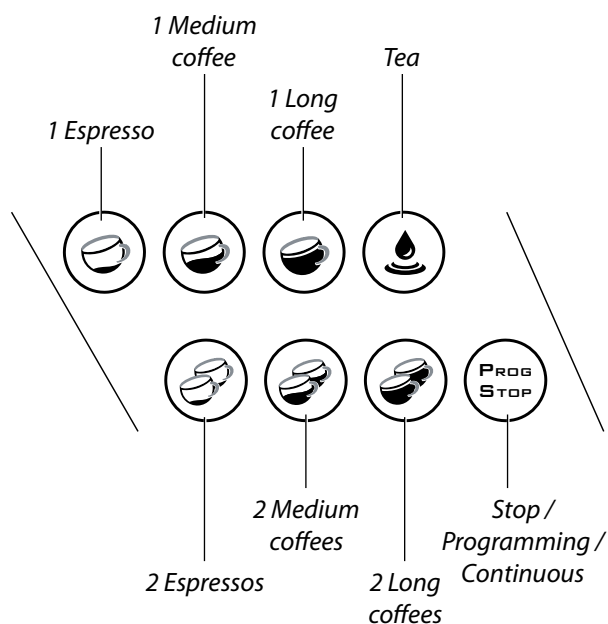 1 Medium
coffee
Tea
1 Long
coffee
1 Espresso
PROG
STOP
2 Medium
coffees
Stop /
Programming /
Continuous
2 Espressos
2 Long
coffees